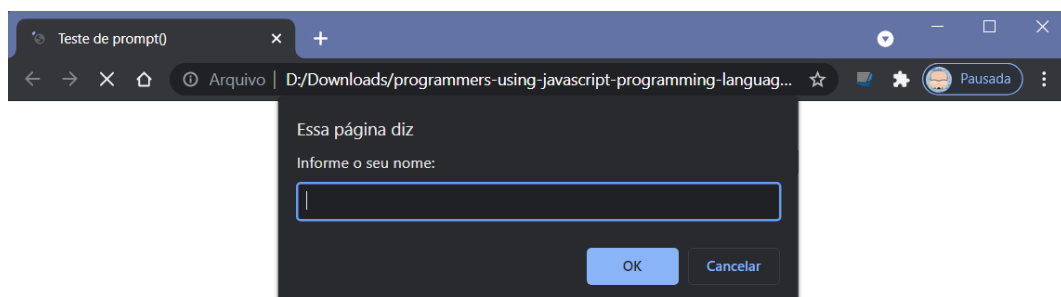 Teste de prompt()
Arquivo | D:/Downloads/programmers-using-javascript-programming-languag... Pausada
Essa página diz
Informe o seu nome:
OK Cancelar